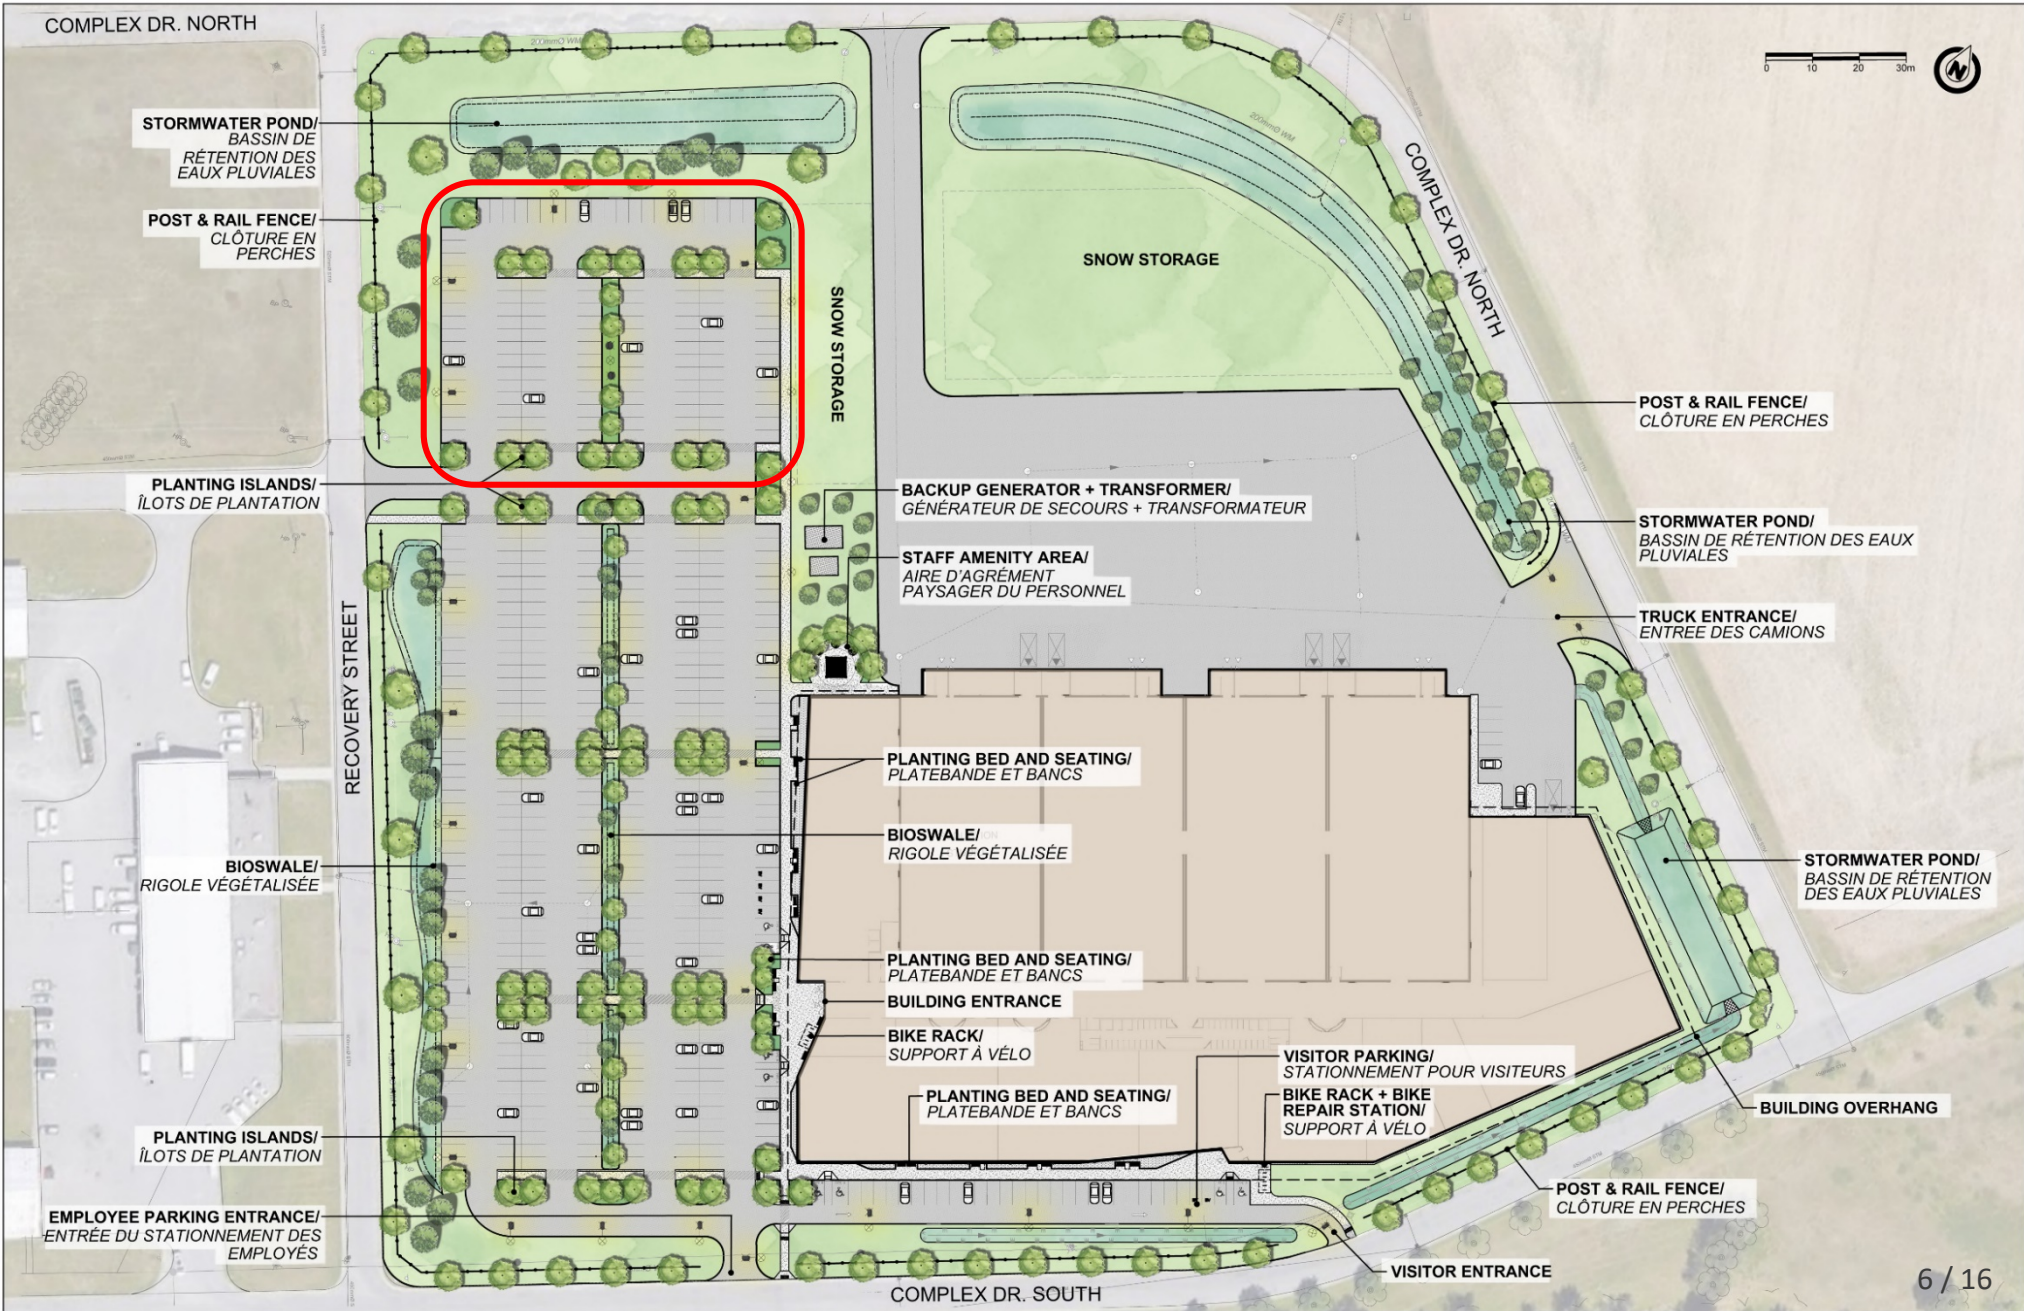 COMPLEX DR. NORTH
200mmØ WM
0 10 20 30m
N
STORMWATER POND/
BASSIN DE
RÉTENTION DES
EAUX PLUVIALES
POST & RAIL FENCE/
CLÔTURE EN
PERCHES
200mmØ WM
COMPLEX DR. NORTH
SNOW STORAGE
SNOW STORAGE
POST & RAIL FENCE/
CLÔTURE EN PERCHES
PLANTING ISLANDS/
ÎLOTS DE PLANTATION
BACKUP GENERATOR + TRANSFORMER/
GÉNÉRATEUR DE SECOURS + TRANSFORMATEUR
STORMWATER POND/
BASSIN DE RÉTENTION DES EAUX
PLUVIALES
STAFF AMENITY AREA/
AIRE D'AGRÉMENT
PAYSAGER DU PERSONNEL
TRUCK ENTRANCE/
ENTREE DES CAMIONS
RECOVERY STREET
PLANTING BED AND SEATING/
PLATEBANDE ET BANCS
BIOSWALE/
RIGOLE VÉGÉTALISÉE
BIOSWALE/
RIGOLE VÉGÉTALISÉE
STORMWATER POND/
BASSIN DE RÉTENTION
DES EAUX PLUVIALES
PLANTING BED AND SEATING/
PLATEBANDE ET BANCS
BUILDING ENTRANCE
BIKE RACK/
SUPPORT À VÉLO
VISITOR PARKING/
STATIONNEMENT POUR VISITEURS
PLANTING BED AND SEATING/
PLATEBANDE ET BANCS
BIKE RACK + BIKE
REPAIR STATION/
SUPPORT À VÉLO
BUILDING OVERHANG
PLANTING ISLANDS/
ÎLOTS DE PLANTATION
POST & RAIL FENCE/
CLÔTURE EN PERCHES
EMPLOYEE PARKING ENTRANCE/
ENTRÉE DU STATIONNEMENT DES
EMPLOYÉS
VISITOR ENTRANCE
COMPLEX DR. SOUTH
6 / 16